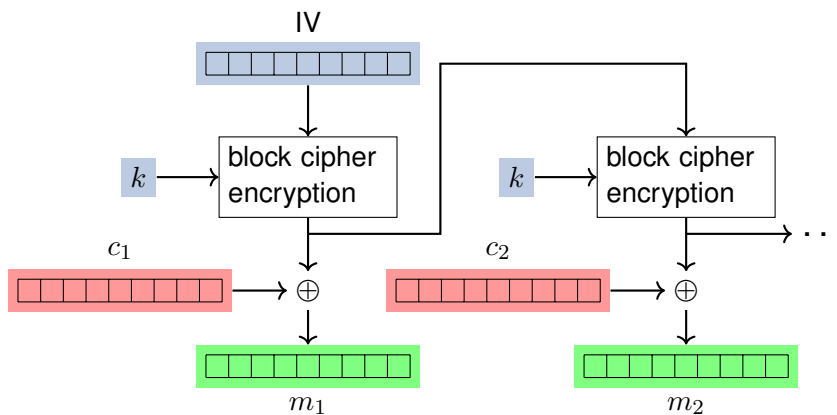 IV
block cipher
encryption
k
block cipher
encryption
k
c₁
c₂
⊕
⊕
. .
m₁
m₂